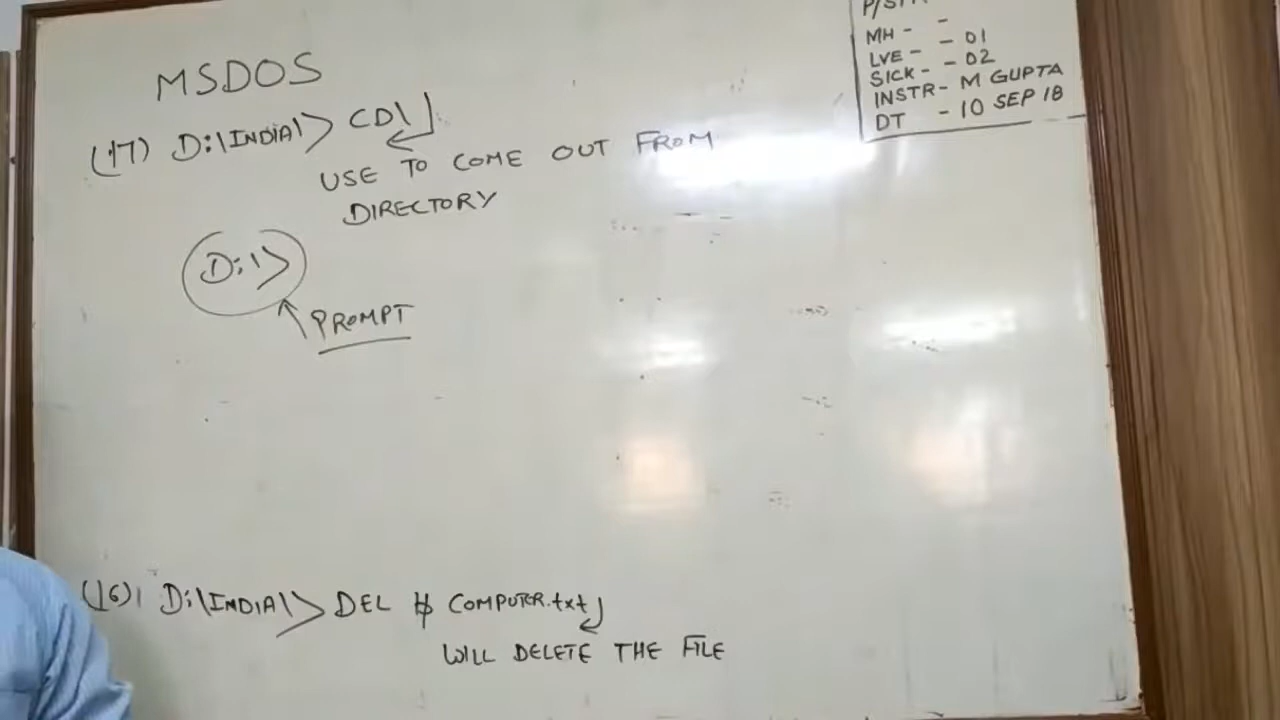 MSDOS
(17) D:\INDIA\> CD\
USE TO COME OUT FROM
DIRECTORY
D:\>
PROMPT
(16) D:\INDIA\> DEL COMPUTER.txt
WILL DELETE THE FILE
MH - -
LVE - - 01
SICK - - 02
INSTR - M GUPTA
DT - 10 SEP 18